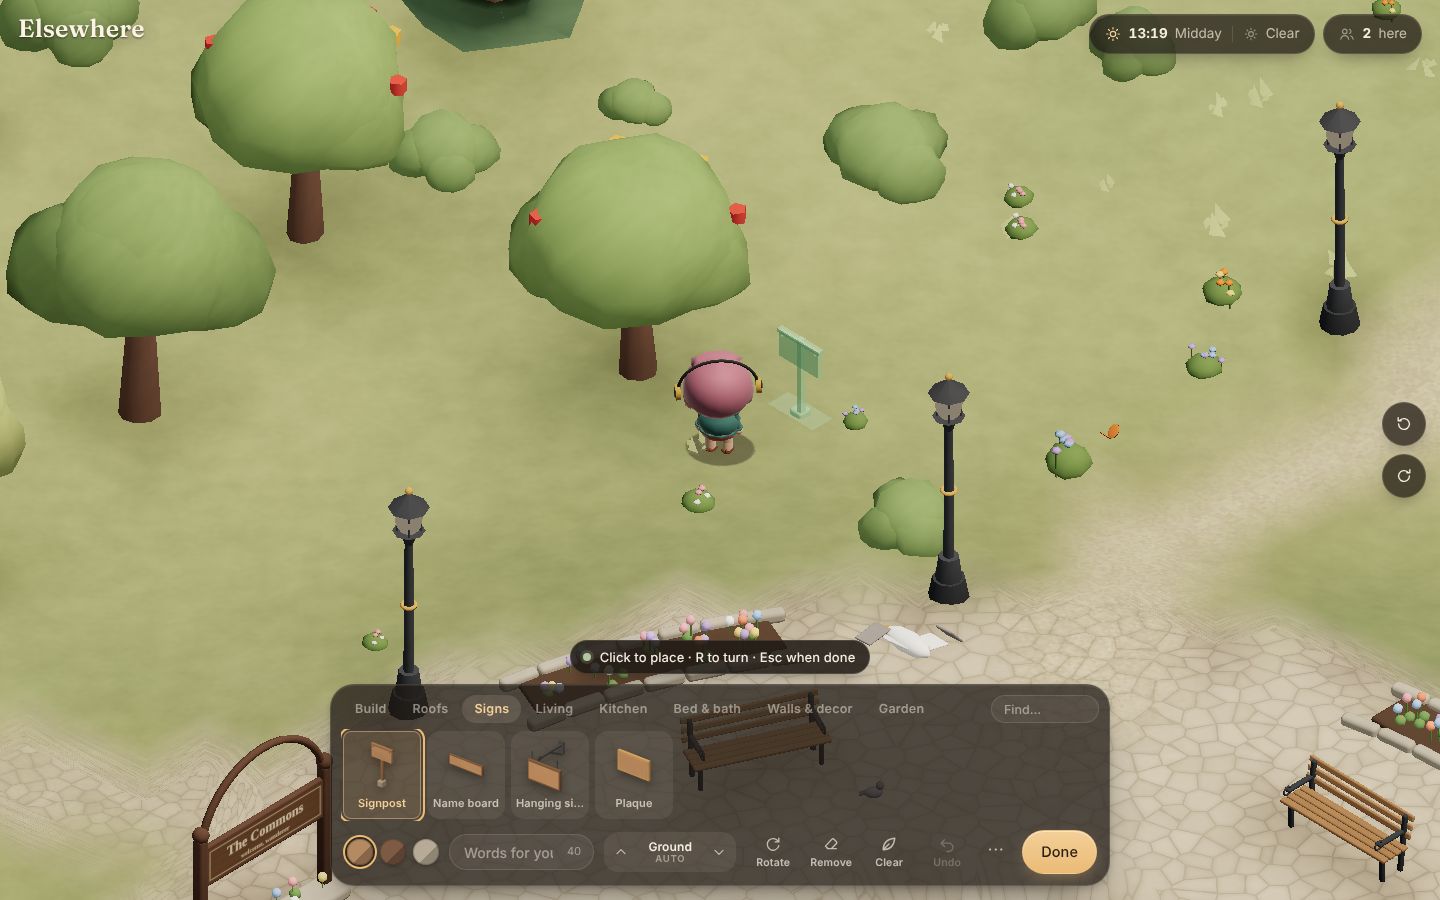 Elsewhere
13:19 Midday Clear
2 here
Click to place · R to turn · Esc when done
Build Roofs Signs Living Kitchen Bed & bath Walls & decor Garden Find...
Signpost Name board Hanging si... Plaque
The Commons
welcome, wanderer
Words for you 40
Ground
AUTO
Rotate Remove Clear Undo ... Done